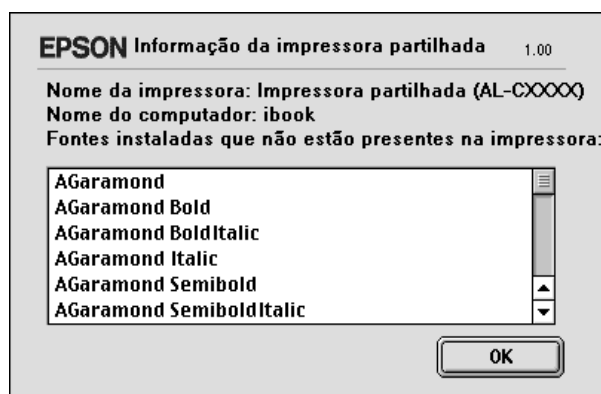 EPSON Informação da impressora partilhada 1.00
Nome da impressora: Impressora partilhada (AL-CXXXX)
Nome do computador: ibook
Fontes instaladas que não estão presentes na impressora:
AGaramond
AGaramond Bold
AGaramond BoldItalic
AGaramond Italic
AGaramond Semibold
AGaramond SemiboldItalic
OK